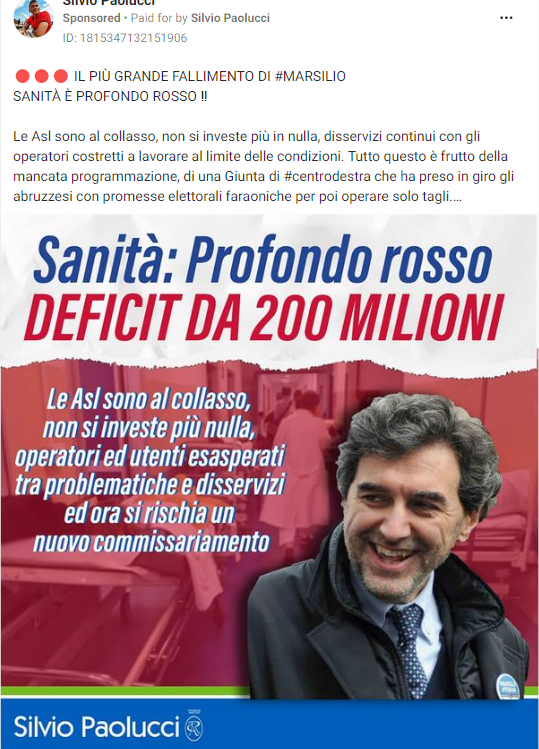 Silvio Paolucci
Sponsored • Paid for by Silvio Paolucci
ID: 1815347132151906
🔴🔴🔴 IL PIÙ GRANDE FALLIMENTO DI #MARSILIO
SANITÀ È PROFONDO ROSSO !!
Le Asl sono al collasso, non si investe più in nulla, disservizi continui con gli
operatori costretti a lavorare al limite delle condizioni. Tutto questo è frutto della
mancata programmazione, di una Giunta di #centrodestra che ha preso in giro gli
abruzzesi con promesse elettorali faraoniche per poi operare solo tagli....
Sanità: Profondo rosso
DEFICIT DA 200 MILIONI
Le Asl sono al collasso,
non si investe più nulla,
operatori ed utenti esasperati
tra problematiche e disservizi
ed ora si rischia un
nuovo commissariamento
Silvio Paolucci